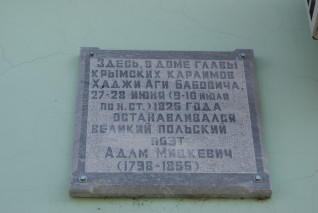 Здесь, в доме главы
крымских караимов
Хаджи Аги Бабовича,
27-28 июня (9-10 июля
по н. ст.) 1825 года
останавливался
великий польский
поэт
Адам Мицкевич
(1798-1855)